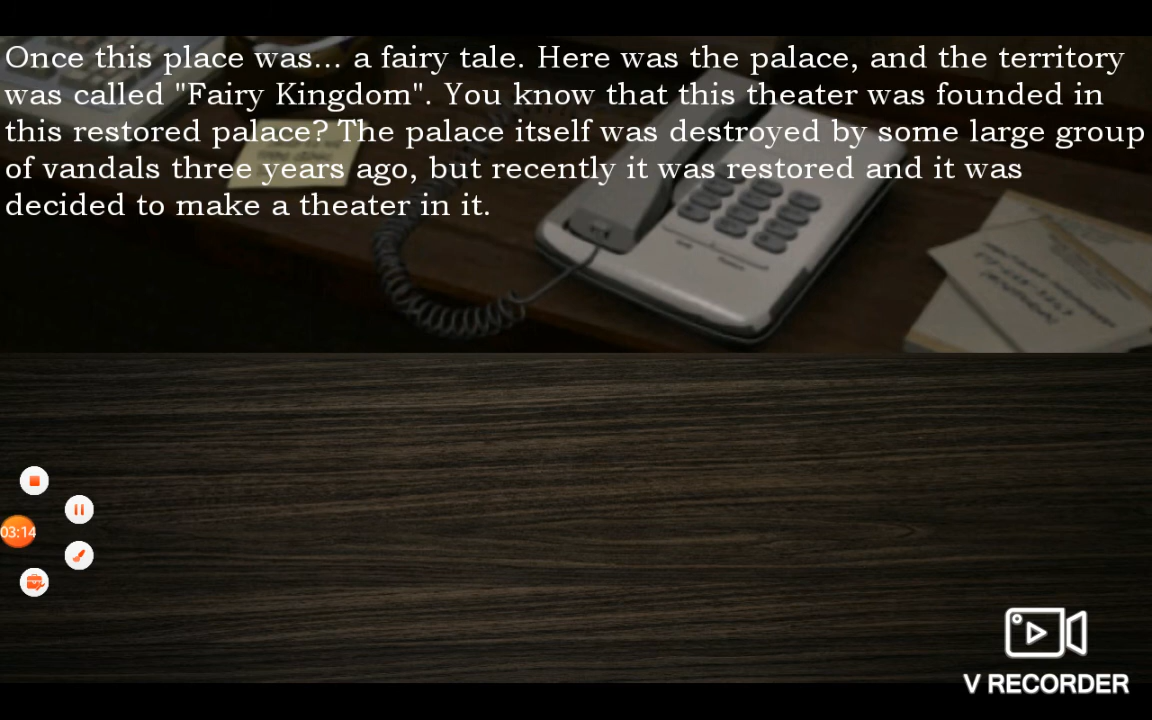 Once this place was... a fairy tale. Here was the palace, and the territory
was called "Fairy Kingdom". You know that this theater was founded in
this restored palace? The palace itself was destroyed by some large group
of vandals three years ago, but recently it was restored and it was
decided to make a theater in it.
03:14
V RECORDER